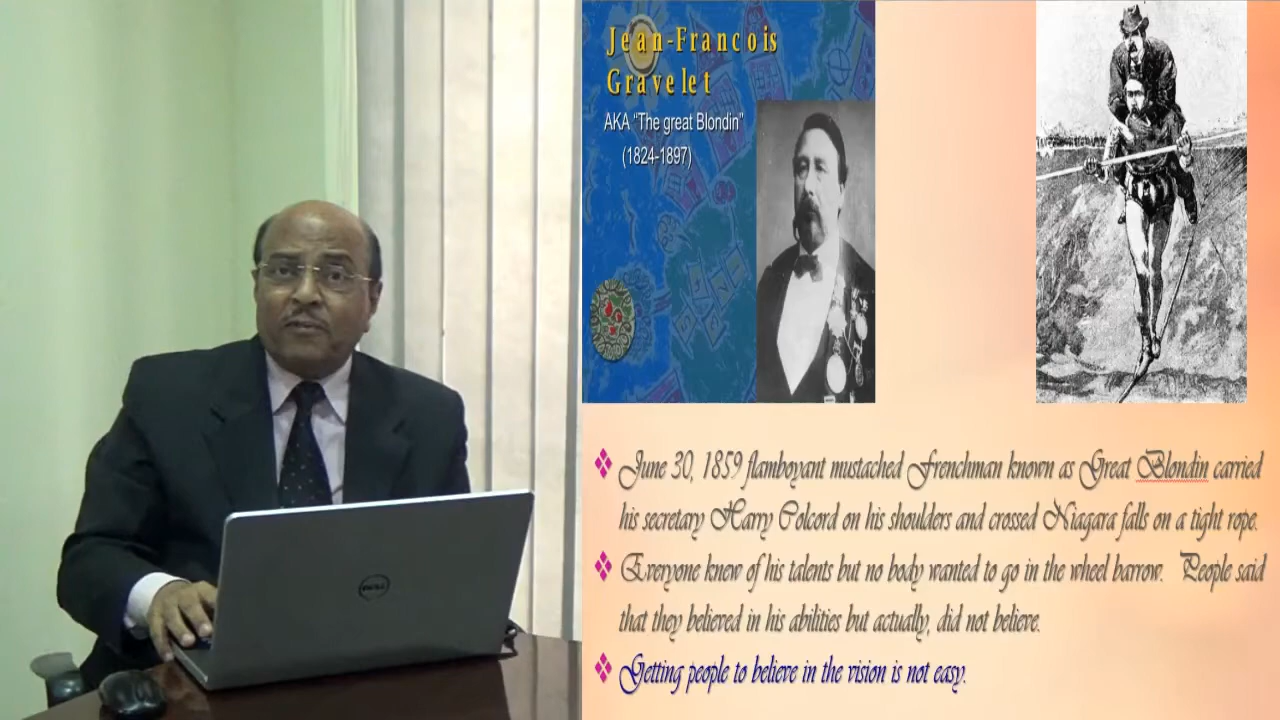 Jean-Francois
Gravelet
AKA "The great Blondin"
(1824-1897)
June 30, 1859 flamboyant mustached Frenchman known as Great Blondin carried
his secretary Harry Colcord on his shoulders and crossed Niagara falls on a tight rope.
Everyone knew of his talents but no body wanted to go in the wheel barrow. People said
that they believed in his abilities but actually, did not believe.
Getting people to believe in the vision is not easy.
DELL